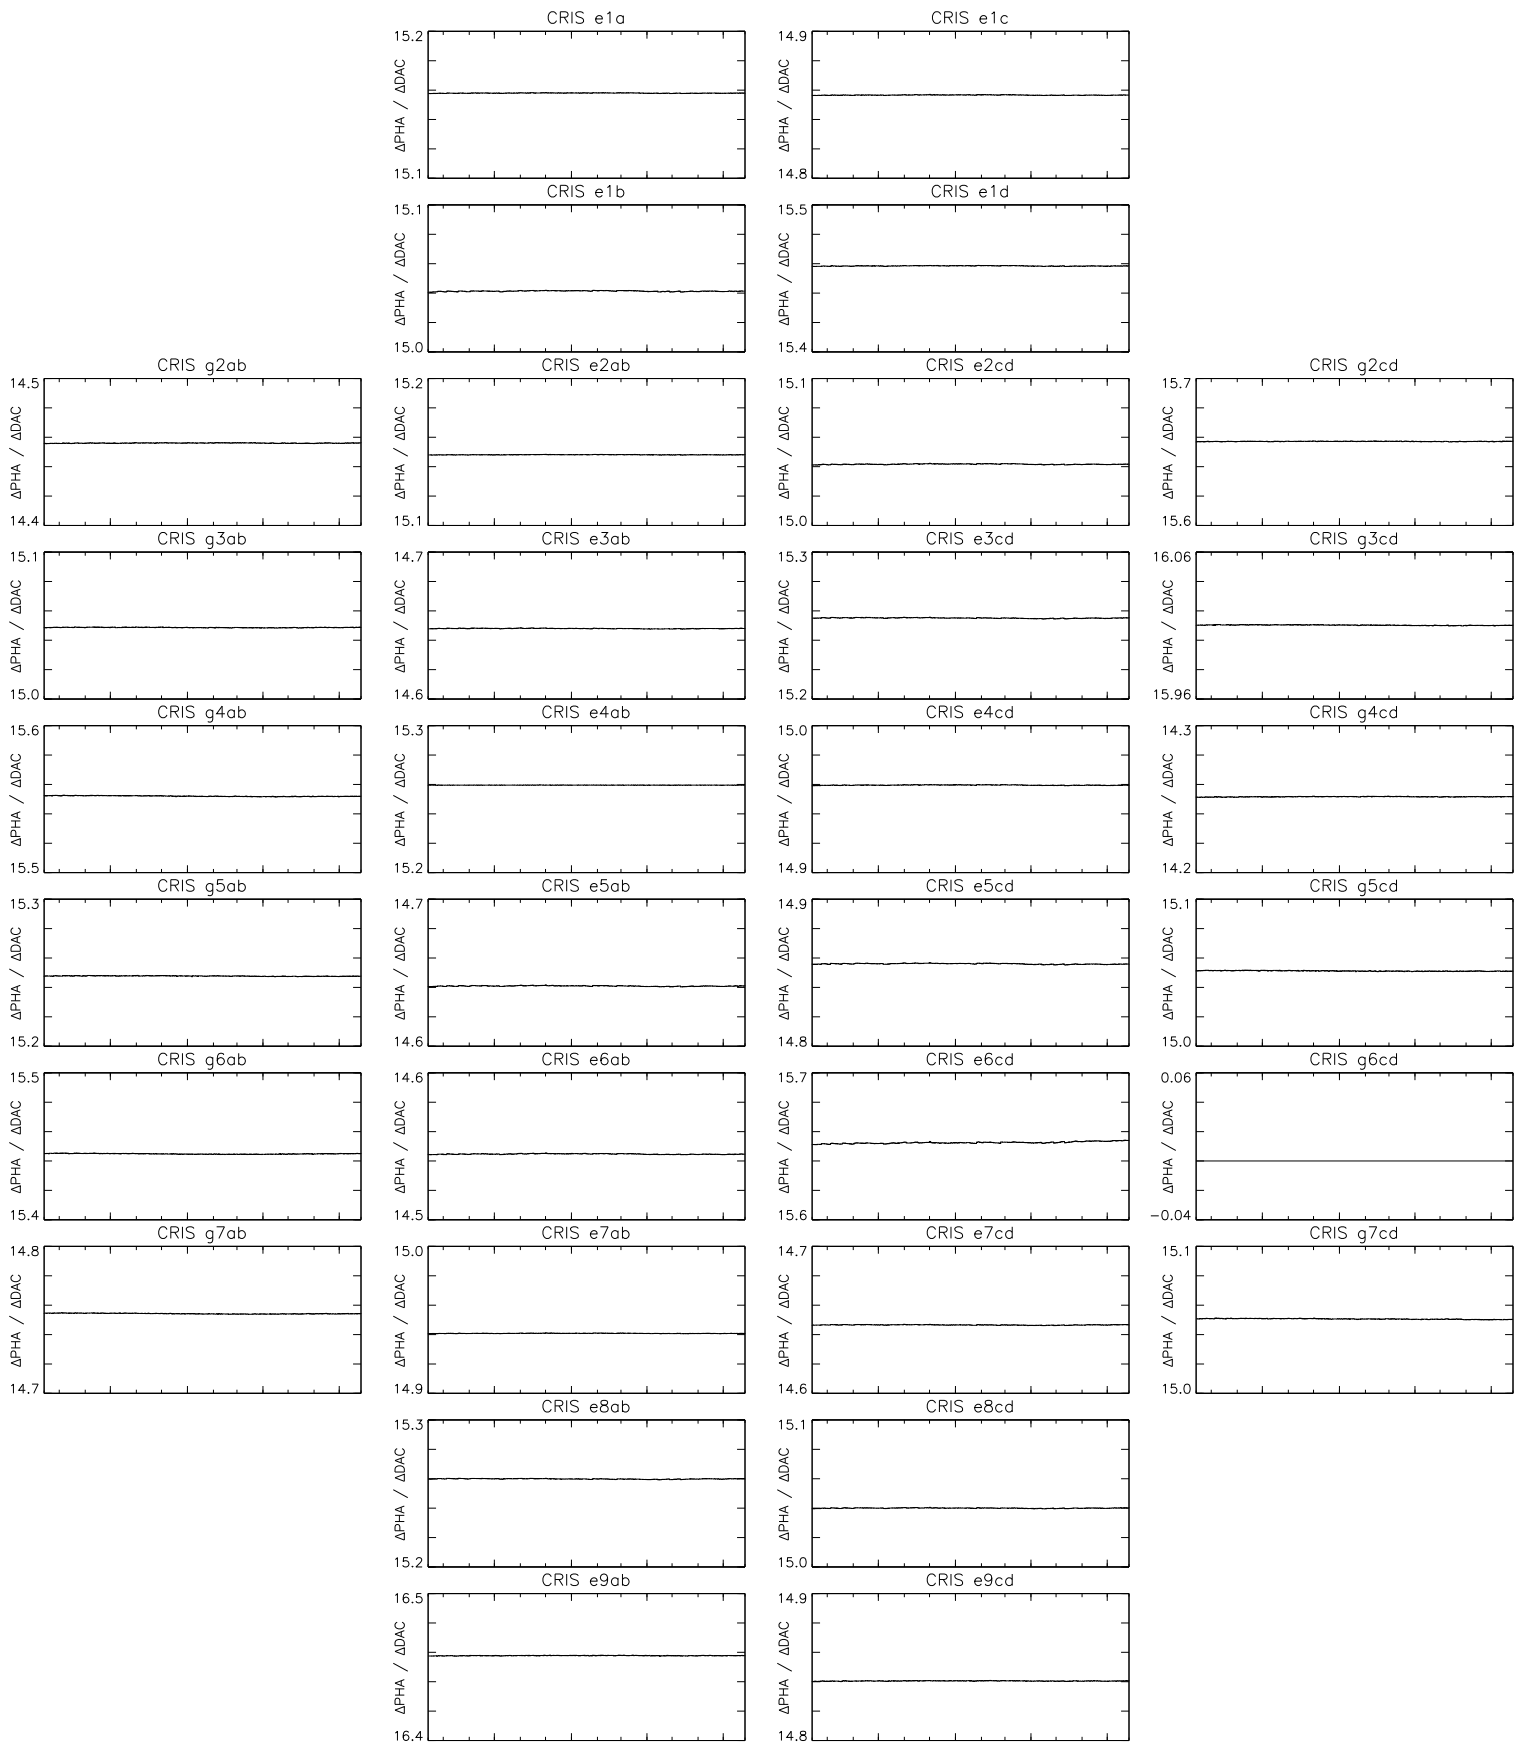 CRIS e1a
CRIS e1c
15.2
ΔPHA / ΔDAC
15.1
14.9
ΔPHA / ΔDAC
14.8
CRIS e1b
CRIS e1d
15.1
ΔPHA / ΔDAC
15.0
15.5
ΔPHA / ΔDAC
15.4
CRIS g2ab
CRIS e2ab
CRIS e2cd
CRIS g2cd
14.5
ΔPHA / ΔDAC
14.4
15.2
ΔPHA / ΔDAC
15.1
15.1
ΔPHA / ΔDAC
15.0
15.7
ΔPHA / ΔDAC
15.6
CRIS g3ab
CRIS e3ab
CRIS e3cd
CRIS g3cd
15.1
ΔPHA / ΔDAC
15.0
14.7
ΔPHA / ΔDAC
14.6
15.3
ΔPHA / ΔDAC
15.2
16.06
ΔPHA / ΔDAC
15.96
CRIS g4ab
CRIS e4ab
CRIS e4cd
CRIS g4cd
15.6
ΔPHA / ΔDAC
15.5
15.3
ΔPHA / ΔDAC
15.2
15.0
ΔPHA / ΔDAC
14.9
14.3
ΔPHA / ΔDAC
14.2
CRIS g5ab
CRIS e5ab
CRIS e5cd
CRIS g5cd
15.3
ΔPHA / ΔDAC
15.2
14.7
ΔPHA / ΔDAC
14.6
14.9
ΔPHA / ΔDAC
14.8
15.1
ΔPHA / ΔDAC
15.0
CRIS g6ab
CRIS e6ab
CRIS e6cd
CRIS g6cd
15.5
ΔPHA / ΔDAC
15.4
14.6
ΔPHA / ΔDAC
14.5
15.7
ΔPHA / ΔDAC
15.6
0.06
ΔPHA / ΔDAC
−0.04
CRIS g7ab
CRIS e7ab
CRIS e7cd
CRIS g7cd
14.8
ΔPHA / ΔDAC
14.7
15.0
ΔPHA / ΔDAC
14.9
14.7
ΔPHA / ΔDAC
14.6
15.1
ΔPHA / ΔDAC
15.0
CRIS e8ab
CRIS e8cd
15.3
ΔPHA / ΔDAC
15.2
15.1
ΔPHA / ΔDAC
15.0
CRIS e9ab
CRIS e9cd
16.5
ΔPHA / ΔDAC
16.4
14.9
ΔPHA / ΔDAC
14.8